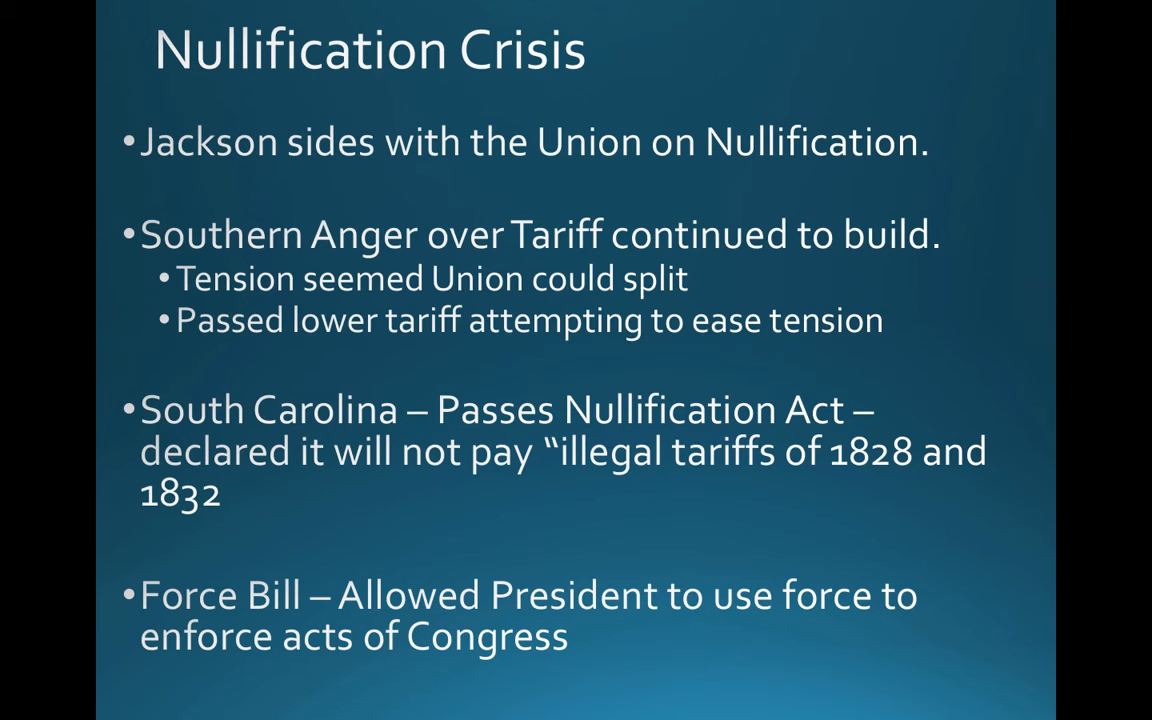 Nullification Crisis
•Jackson sides with the Union on Nullification.
•Southern Anger over Tariff continued to build.
•Tension seemed Union could split
•Passed lower tariff attempting to ease tension
•South Carolina – Passes Nullification Act –
declared it will not pay “illegal tariffs of 1828 and
1832
•Force Bill – Allowed President to use force to
enforce acts of Congress